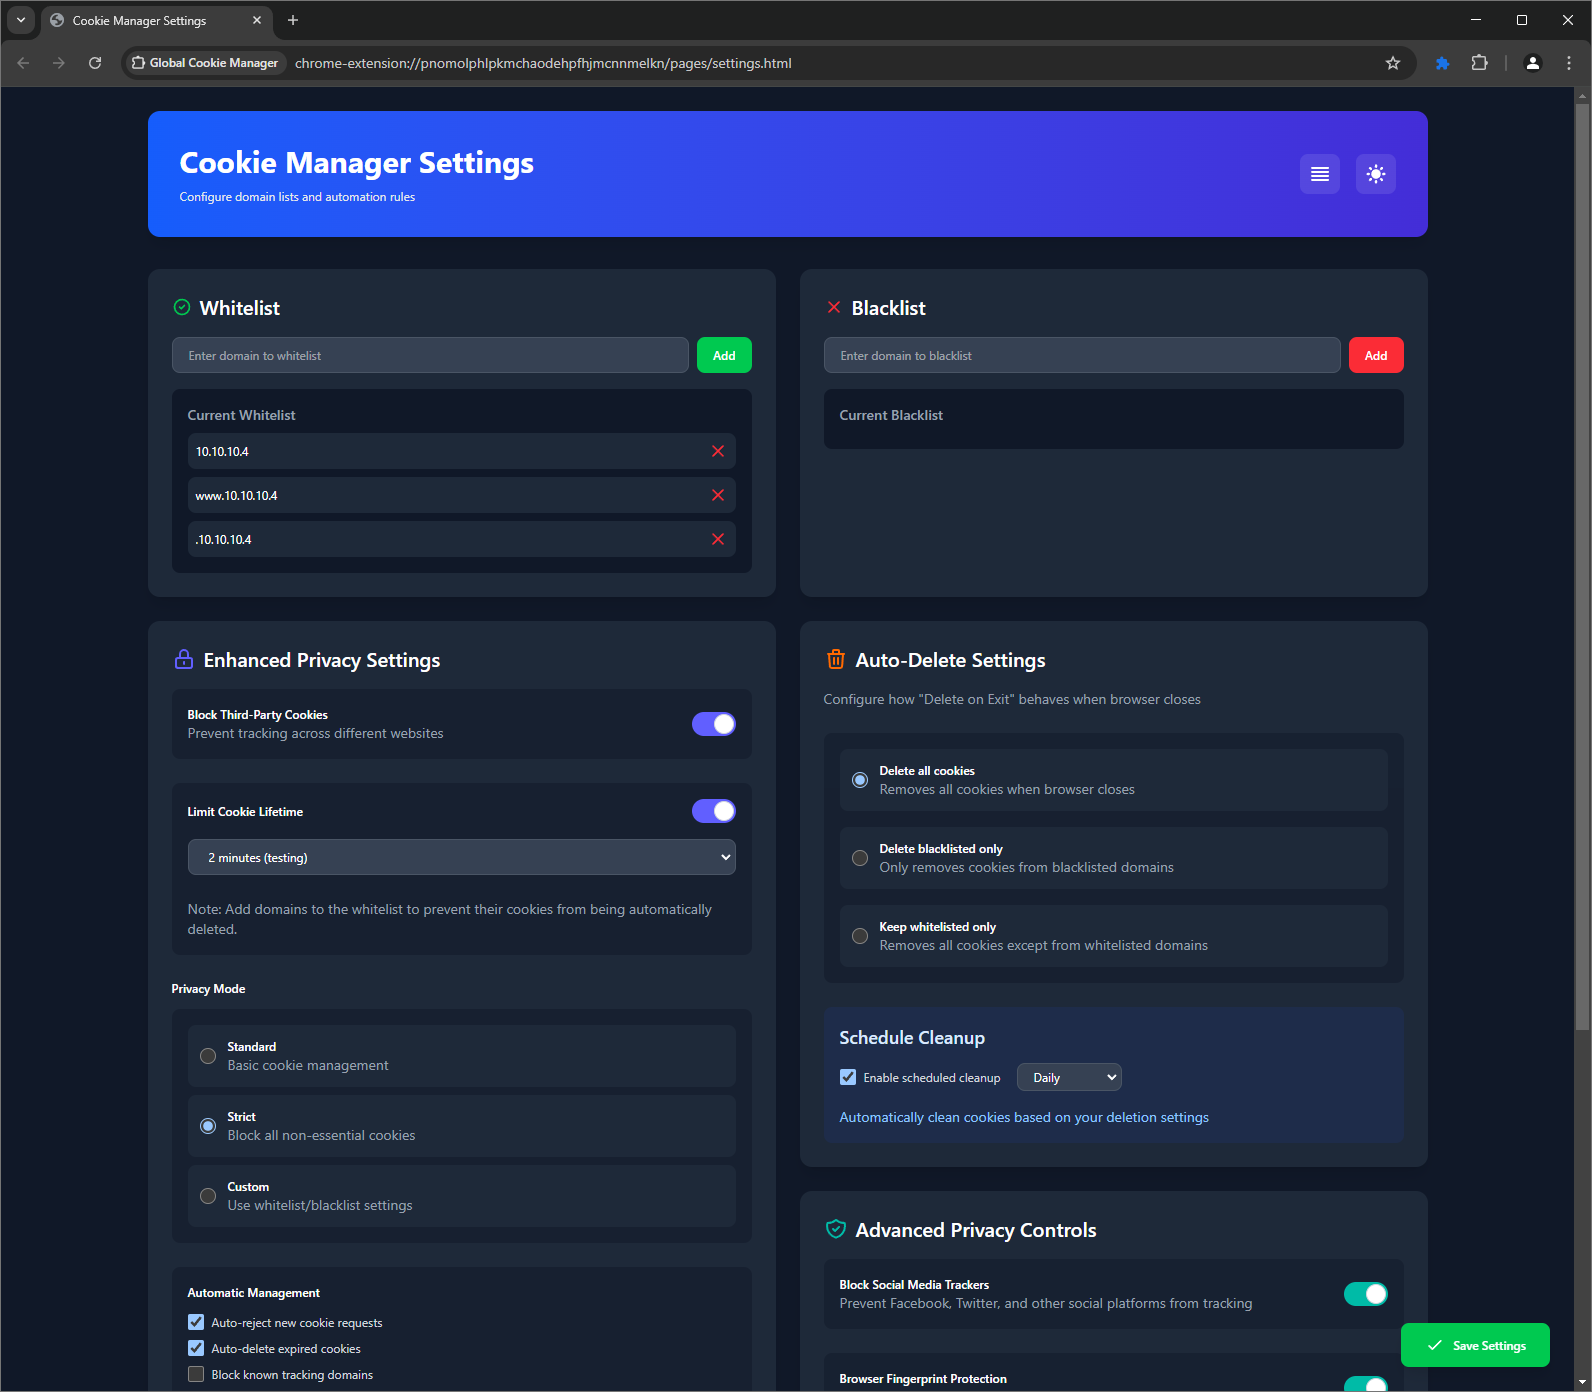 Cookie Manager Settings
Global Cookie Manager
chrome-extension://pnomolphlpkmchaodehpfhjmcnnmelkn/pages/settings.html
Cookie Manager Settings
Configure domain lists and automation rules
Whitelist
Enter domain to whitelist
Add
Current Whitelist
10.10.10.4
www.10.10.10.4
.10.10.10.4
Blacklist
Enter domain to blacklist
Add
Current Blacklist
Enhanced Privacy Settings
Block Third-Party Cookies
Prevent tracking across different websites
Limit Cookie Lifetime
2 minutes (testing)
Note: Add domains to the whitelist to prevent their cookies from being automatically
deleted.
Privacy Mode
Standard
Basic cookie management
Strict
Block all non-essential cookies
Custom
Use whitelist/blacklist settings
Automatic Management
Auto-reject new cookie requests
Auto-delete expired cookies
Block known tracking domains
Auto-Delete Settings
Configure how "Delete on Exit" behaves when browser closes
Delete all cookies
Removes all cookies when browser closes
Delete blacklisted only
Only removes cookies from blacklisted domains
Keep whitelisted only
Removes all cookies except from whitelisted domains
Schedule Cleanup
Enable scheduled cleanup
Daily
Automatically clean cookies based on your deletion settings
Advanced Privacy Controls
Block Social Media Trackers
Prevent Facebook, Twitter, and other social platforms from tracking
Browser Fingerprint Protection
Save Settings